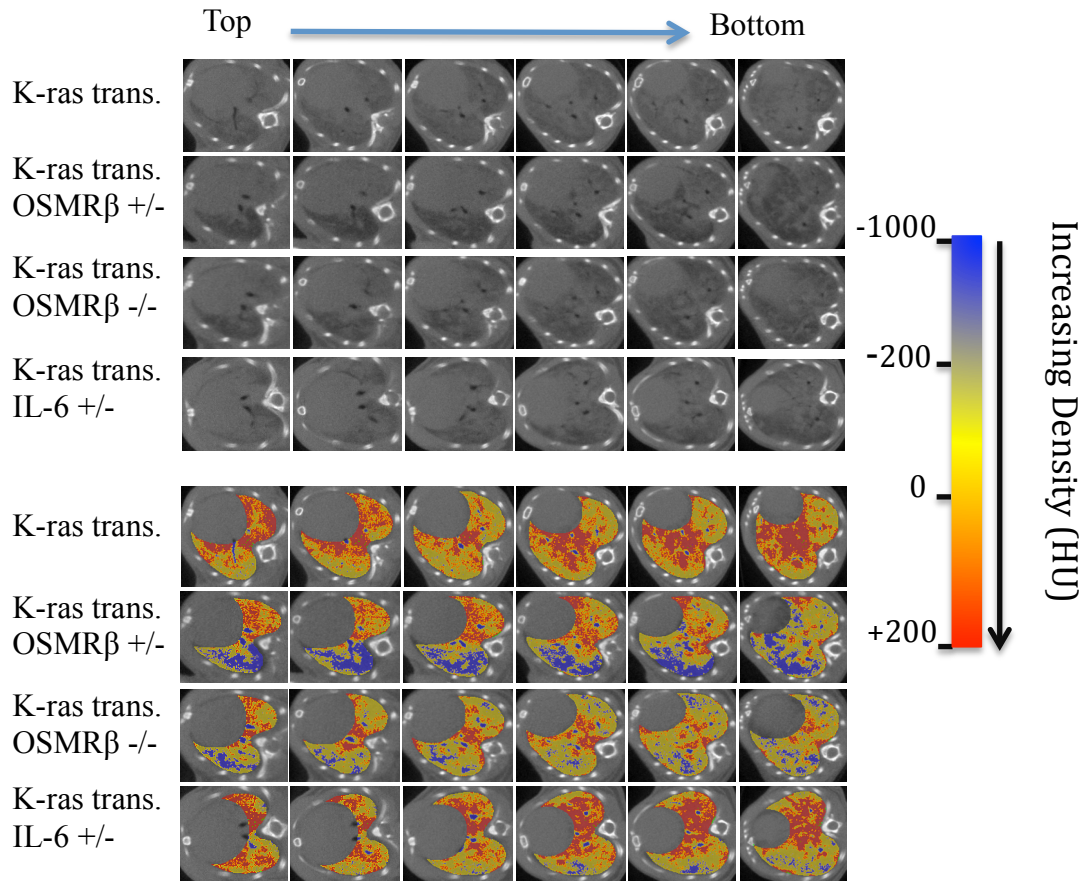 Top
Bottom
K-ras trans.
K-ras trans.
OSMRβ +/-
K-ras trans.
OSMRβ -/-
K-ras trans.
IL-6 +/-
K-ras trans.
K-ras trans.
OSMRβ +/-
K-ras trans.
OSMRβ -/-
K-ras trans.
IL-6 +/-
-1000
-200
0
+200
Increasing Density (HU)